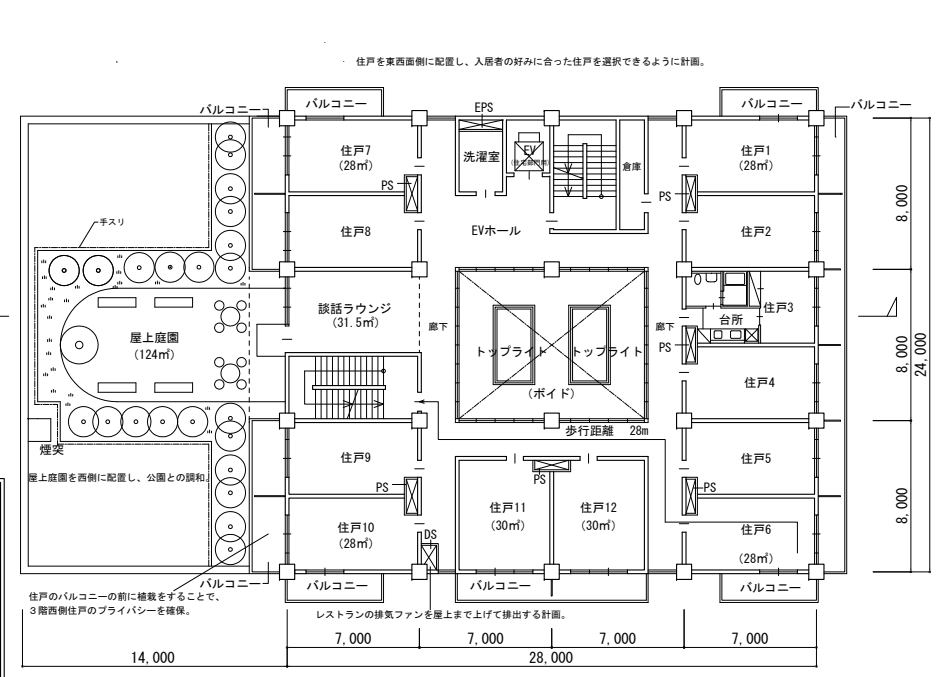 住戸を東西面側に配置し、入居者の好みに合った住戸を選択できるように計画。
バルコニー
バルコニー
バルコニー
バルコニー
EPS
住戸7
(28㎡)
洗濯室
EV
倉庫
住戸1
(28㎡)
PS
PS
手スリ
住戸8
EVホール
住戸2
8,000
談話ラウンジ
(31.5㎡)
廊下
廊下
住戸3
台所
屋上庭園
(124㎡)
トップライト
トップライト
PS
8,000
24,000
(ボイド)
住戸4
歩行距離 28m
煙突
屋上庭園を西側に配置し、公園との調和。
住戸9
住戸5
PS
PS
PS
8,000
住戸10
(28㎡)
DS
住戸11
(30㎡)
住戸12
(30㎡)
住戸6
(28㎡)
バルコニー
バルコニー
バルコニー
バルコニー
住戸のバルコニーの前に植栽をすることで、
3階西側住戸のプライバシーを確保。
レストランの排気ファンを屋上まで上げて排出する計画。
7,000
7,000
7,000
7,000
14,000
28,000